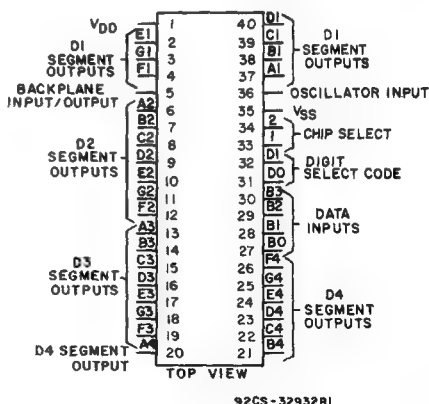 VDD 1 40 D1
E1 2 39 C1
D1 SEGMENT OUTPUTS
G1 3 38 B1
D1 SEGMENT OUTPUTS
F1 4 37 A1
BACKPLANE INPUT/OUTPUT 5 36 OSCILLATOR INPUT
A2 6 35 VSS
B2 7 34 2
CHIP SELECT
C2 8 33 1
D2 SEGMENT OUTPUTS
D2 9 32 D1
DIGIT SELECT CODE
E2 10 31 D0
G2 11 30 B3
F2 12 29 B2
DATA INPUTS
A3 13 28 B1
B3 14 27 B0
C3 15 26 F4
D3 SEGMENT OUTPUTS
D3 16 25 G4
E3 17 24 E4
D4 SEGMENT OUTPUTS
G3 18 23 D4
F3 19 22 C4
D4 SEGMENT OUTPUT
A4 20 21 B4
TOP VIEW
92CS-32932R1